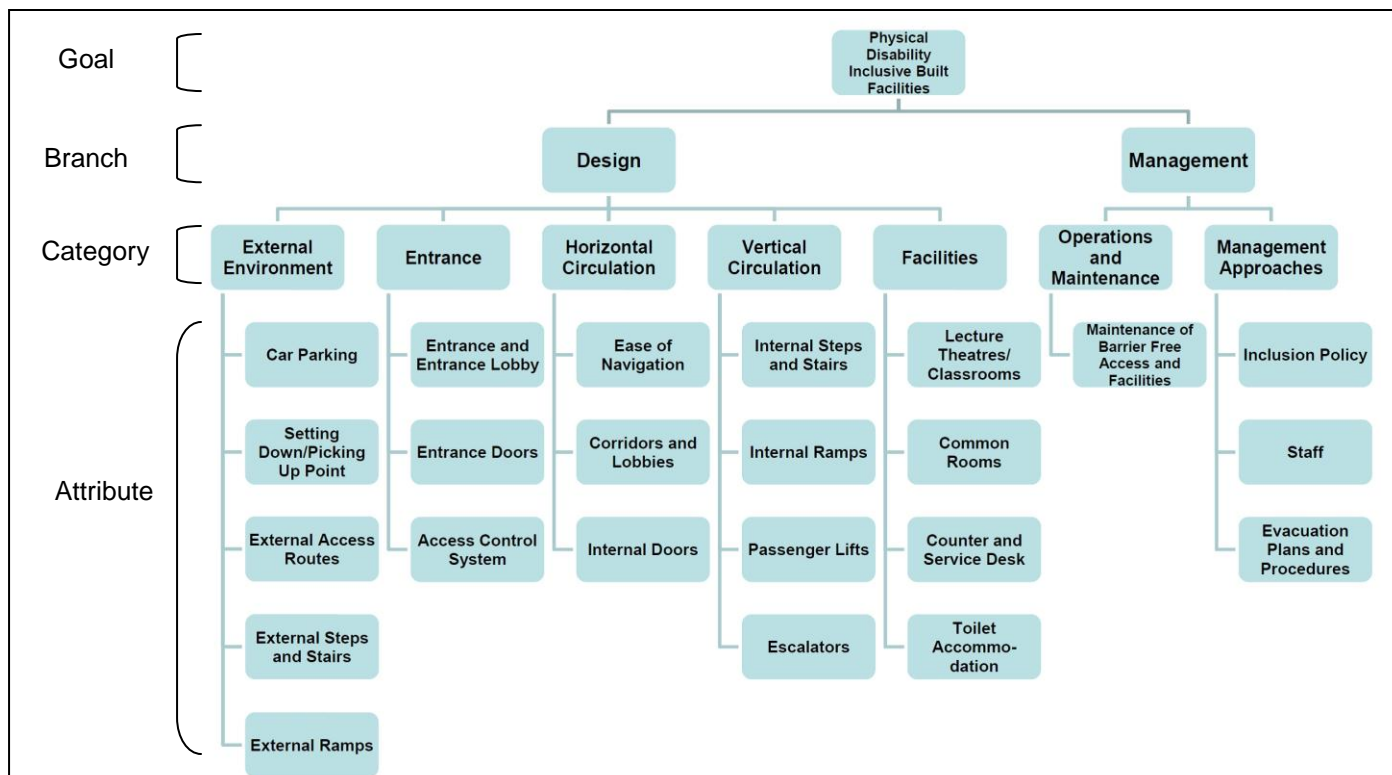 Goal
Physical
Disability
Inclusive Built
Facilities
Branch
Design
Management
Category
External
Environment
Entrance
Horizontal
Circulation
Vertical
Circulation
Facilities
Operations
and
Maintenance
Management
Approaches
Attribute
Car Parking
Setting
Down/Picking
Up Point
External Access
Routes
External Steps
and Stairs
External Ramps
Entrance and
Entrance Lobby
Entrance Doors
Access Control
System
Ease of
Navigation
Corridors and
Lobbies
Internal Doors
Internal Steps
and Stairs
Internal Ramps
Passenger Lifts
Escalators
Lecture
Theatres/
Classrooms
Common
Rooms
Counter and
Service Desk
Toilet
Accommo-
dation
Maintenance of
Barrier Free
Access and
Facilities
Inclusion Policy
Staff
Evacuation
Plans and
Procedures